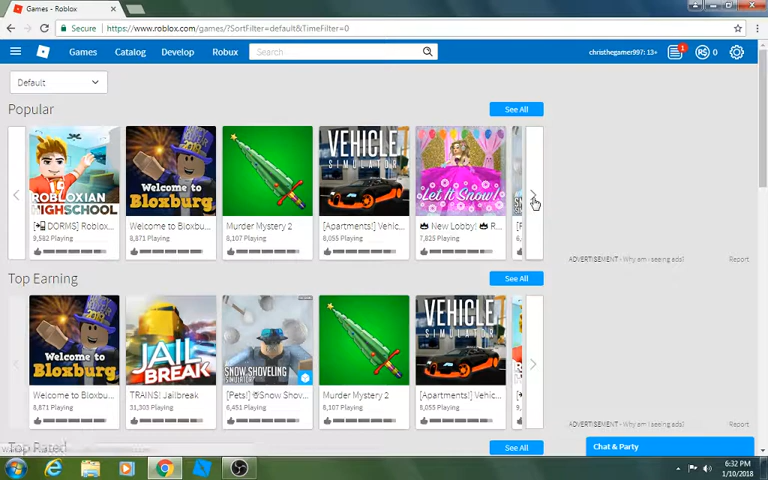 Games - Roblox
Secure https://www.roblox.com/games/?SortFilter=default&TimeFilter=0
Games Catalog Develop Robux Search christhegamer997: 13+ 1 R$ 0
Default
Popular See All
ROBLOXIAN HIGHSCHOOL
Welcome to Bloxburg
VEHICLE SIMULATOR
Let It Snow!
DORMS] Roblox...
Welcome to Bloxbu...
Murder Mystery 2
[Apartments!] Vehic...
New Lobby! R...
9,582 Playing
8,871 Playing
8,107 Playing
8,055 Playing
7,825 Playing
ADVERTISEMENT - Why am I seeing ads? Report
Top Earning See All
Welcome to Bloxburg
JAIL BREAK
SNOW SHOVELING SIMULATOR
VEHICLE SIMULATOR
Welcome to Bloxbu...
TRAINS! Jailbreak
[Pets!] Snow Shov...
Murder Mystery 2
[Apartments!] Vehic...
8,871 Playing
31,303 Playing
6,451 Playing
8,107 Playing
8,055 Playing
ADVERTISEMENT - Why am I seeing ads? Report
Top Rated See All
Chat & Party
6:32 PM
1/10/2018